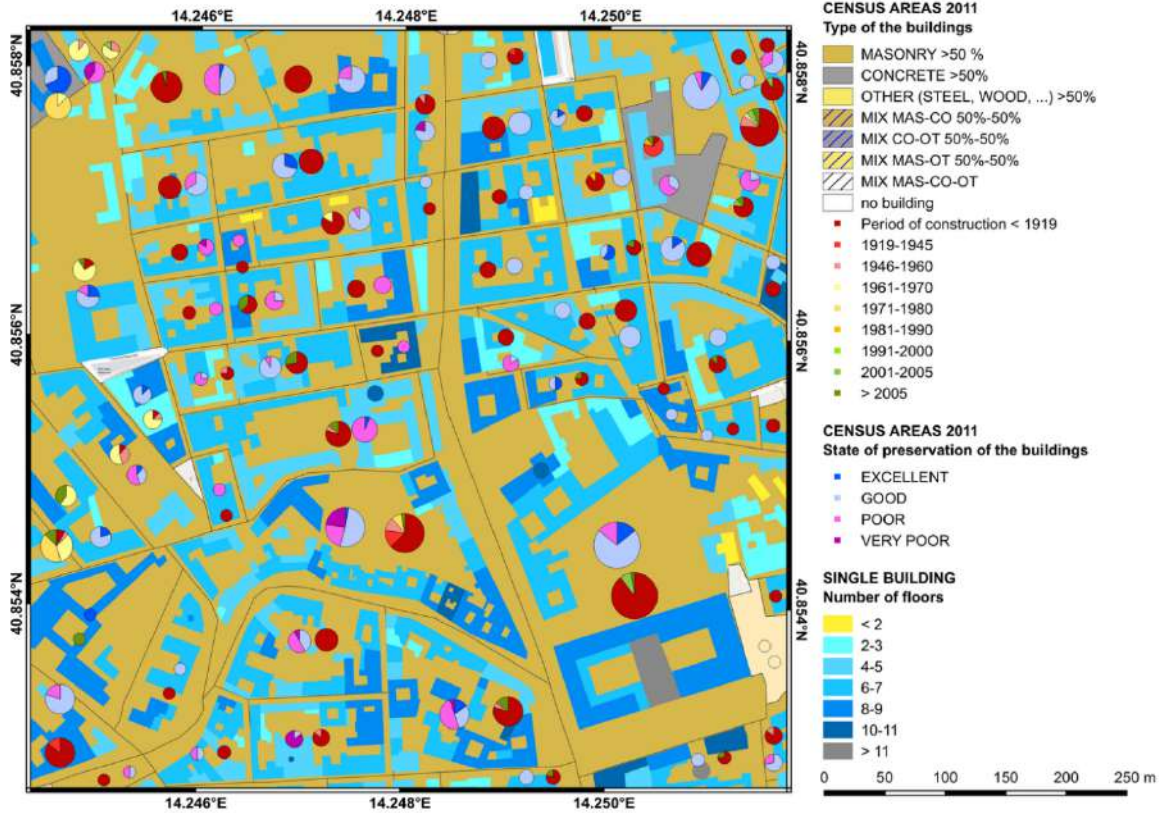 14.246°E
14.248°E
14.250°E
40.858°N
40.856°N
40.854°N
40.858°N
40.856°N
40.854°N
14.246°E
14.248°E
14.250°E
CENSUS AREAS 2011
Type of the buildings
MASONRY >50 %
CONCRETE >50%
OTHER (STEEL, WOOD, ...) >50%
MIX MAS-CO 50%-50%
MIX CO-OT 50%-50%
MIX MAS-OT 50%-50%
MIX MAS-CO-OT
no building
Period of construction < 1919
1919-1945
1946-1960
1961-1970
1971-1980
1981-1990
1991-2000
2001-2005
> 2005
CENSUS AREAS 2011
State of preservation of the buildings
EXCELLENT
GOOD
POOR
VERY POOR
SINGLE BUILDING
Number of floors
< 2
2-3
4-5
6-7
8-9
10-11
> 11
0 50 100 150 200 250 m